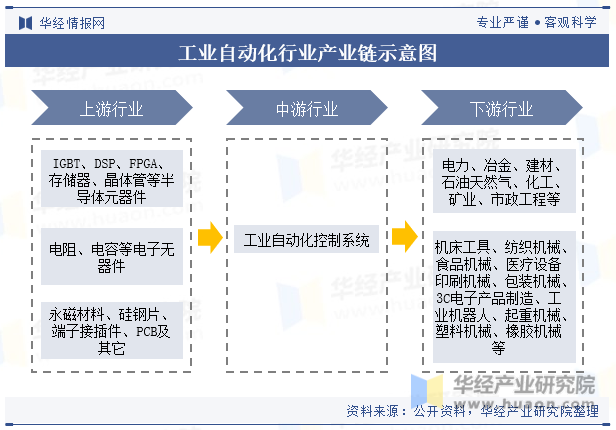 华经情报网
专业严谨 ● 客观科学
工业自动化行业产业链示意图
上游行业
中游行业
下游行业
IGBT、DSP、FPGA、
存储器、晶体管等半
导体元器件
电阻、电容等电子无
器件
永磁材料、硅钢片、
端子接插件、PCB及
其它
工业自动化控制系统
电力、冶金、建材、
石油天然气、化工、
矿业、市政工程等
机床工具、纺织机械、
食品机械、医疗设备
印刷机械、包装机械、
3C电子产品制造、工
业机器人、起重机械、
塑料机械、橡胶机械
等
华经产业研究院
www.huaon.com
资料来源：公开资料，华经产业研究院整理